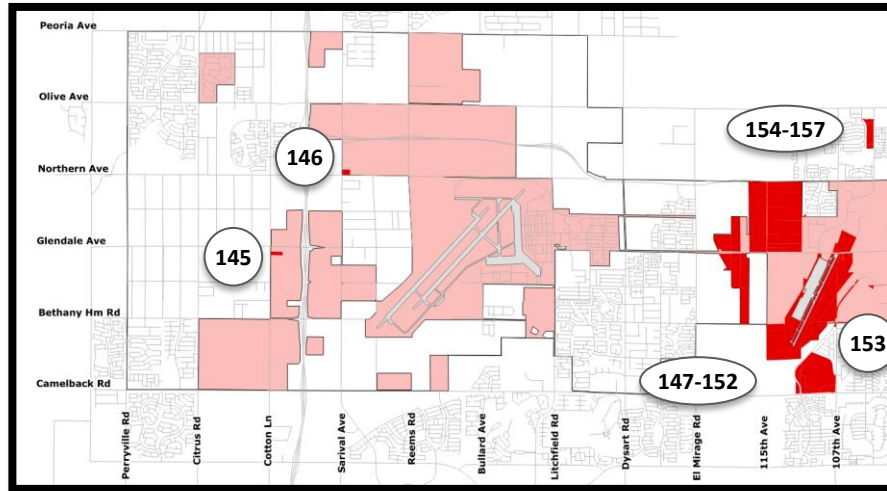 Peoria Ave
Olive Ave
154-157
146
Northern Ave
Glendale Ave
145
Bethany Hm Rd
153
147-152
Camelback Rd
Perryville Rd
Citrus Rd
Cotton Ln
Sarival Ave
Reems Rd
Bullard Ave
Litchfield Rd
Dysart Rd
El Mirage Rd
115th Ave
107th Ave